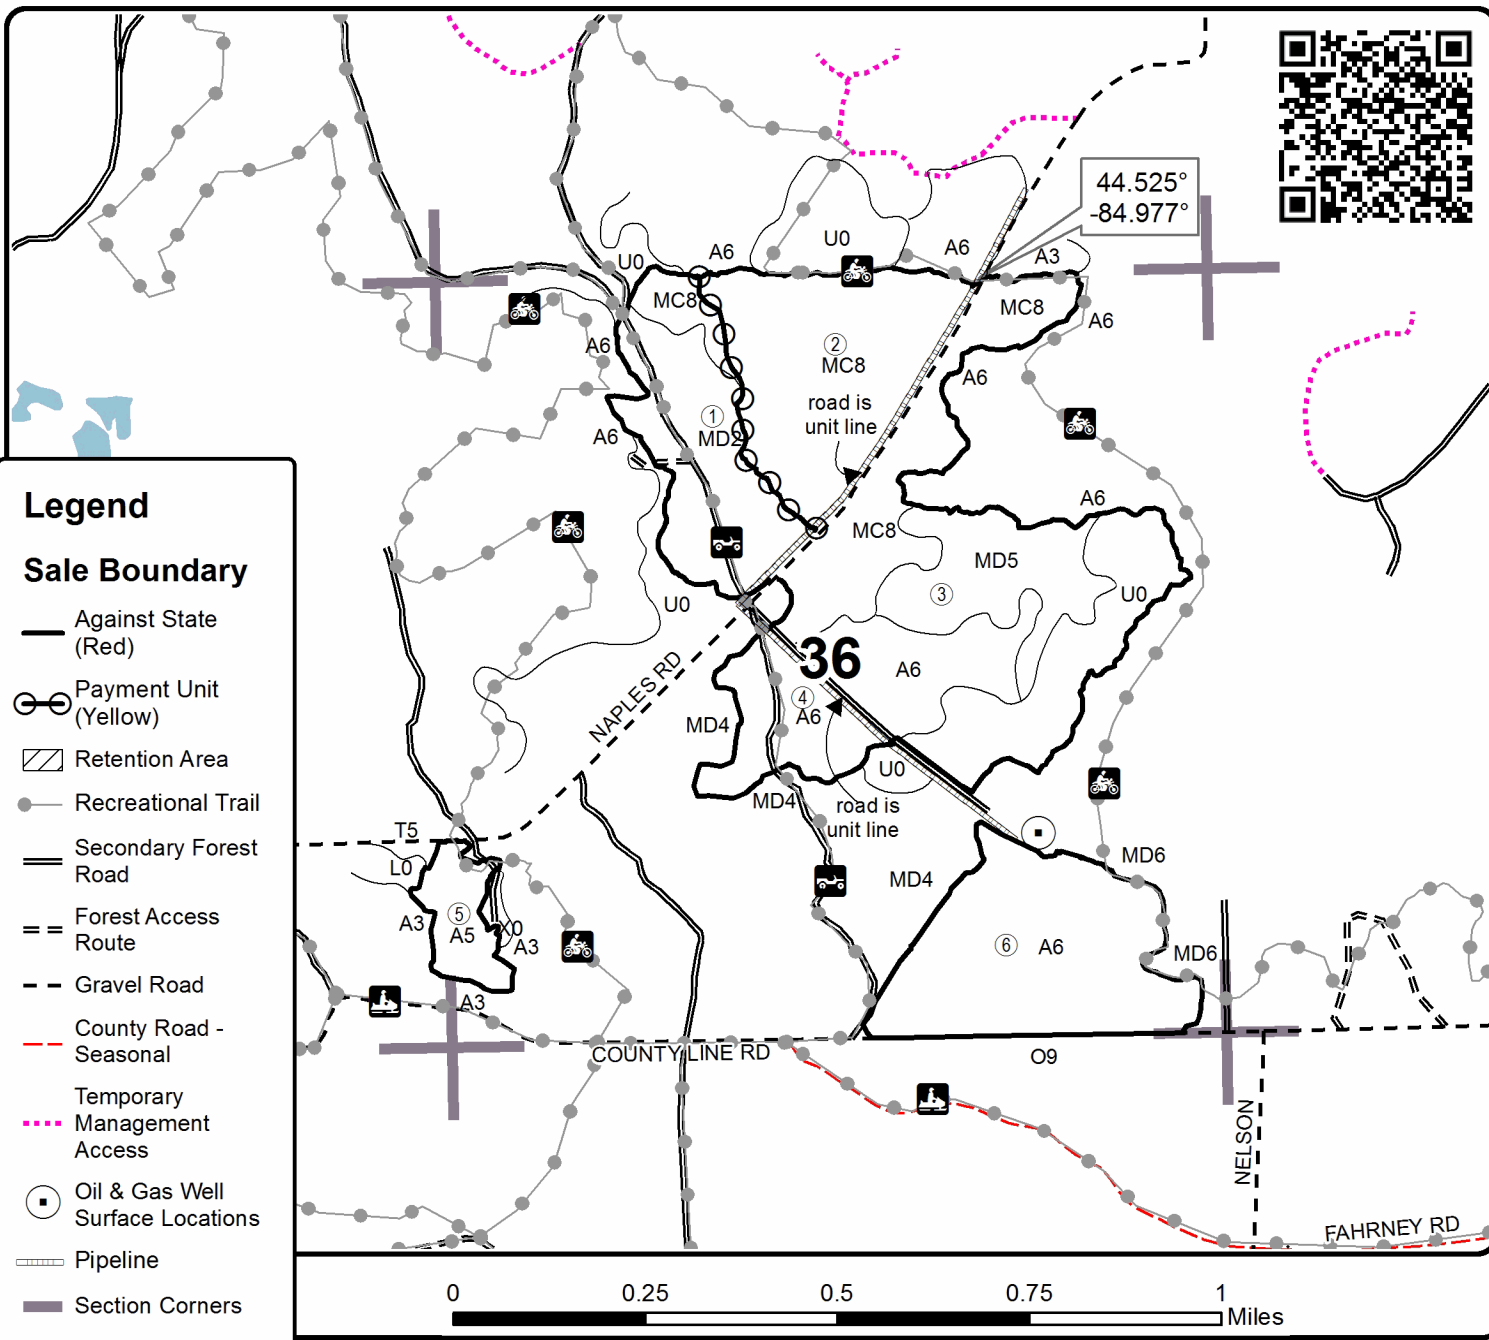 44.525°
-84.977°
U0
A6
U0
A6
A3
MC8
MC8
A6
A6
2
MC8
A6
road is
unit line
1
MD2
A6
A6
MC8
MD5
3
U0
U0
36
NAPLES RD
A6
4
A6
MD4
U0
MD4
road is
unit line
T5
L0
MD6
MD4
5
A5
A3
X0
A3
6
A6
MD6
A3
COUNTY LINE RD
O9
NELSON
FAHRNEY RD
Legend
Sale Boundary
Against State
(Red)
Payment Unit
(Yellow)
Retention Area
Recreational Trail
Secondary Forest
Road
Forest Access
Route
Gravel Road
County Road -
Seasonal
Temporary
Management
Access
Oil & Gas Well
Surface Locations
Pipeline
Section Corners
0 0.25 0.5 0.75 1
Miles